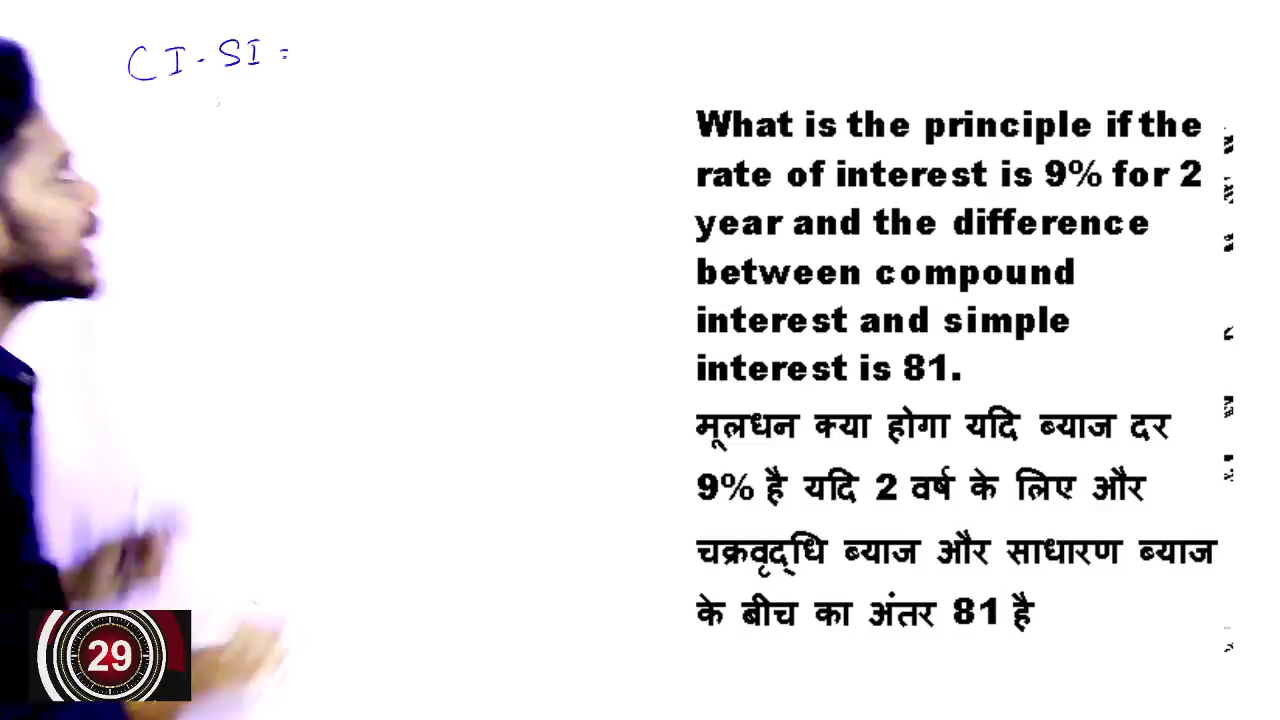 CI - SI =
What is the principle if the
rate of interest is 9% for 2
year and the difference
between compound
interest and simple
interest is 81.
मूलधन क्या होगा यदि ब्याज दर
9% है यदि 2 वर्ष के लिए और
चक्रवृद्धि ब्याज और साधारण ब्याज
के बीच का अंतर 81 है
29